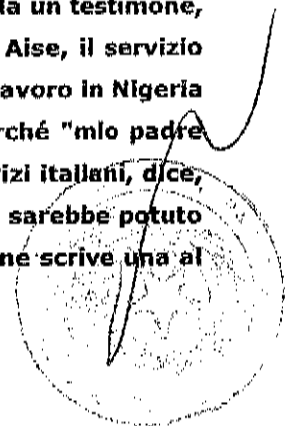 la un testimone,
Aise, il servizio
avoro in Nigeria
rché "mio padre
izi italiani, dice,
sarebbe potuto
ne scrive una al